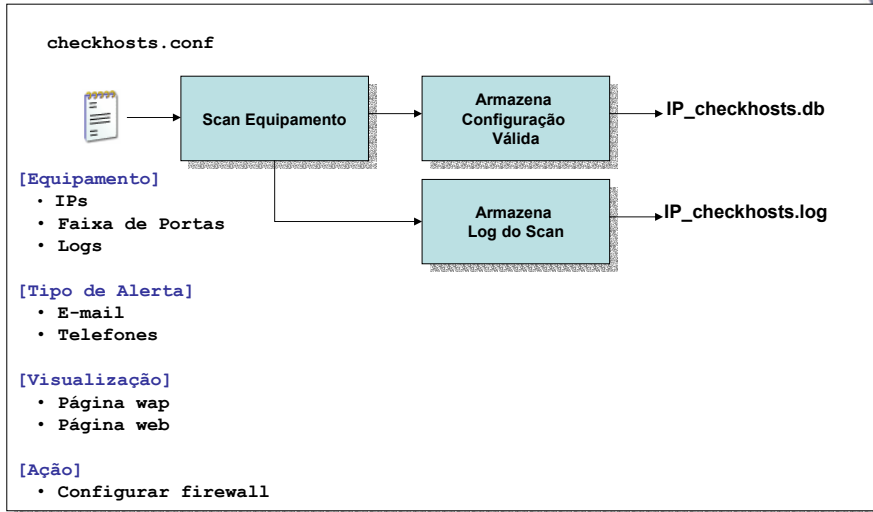 checkhosts.conf
Scan Equipamento
Armazena
Configuração
Válida
IP_checkhosts.db
Armazena
Log do Scan
IP_checkhosts.log
[Equipamento]
• IPs
• Faixa de Portas
• Logs
[Tipo de Alerta]
• E-mail
• Telefones
[Visualização]
• Página wap
• Página web
[Ação]
• Configurar firewall